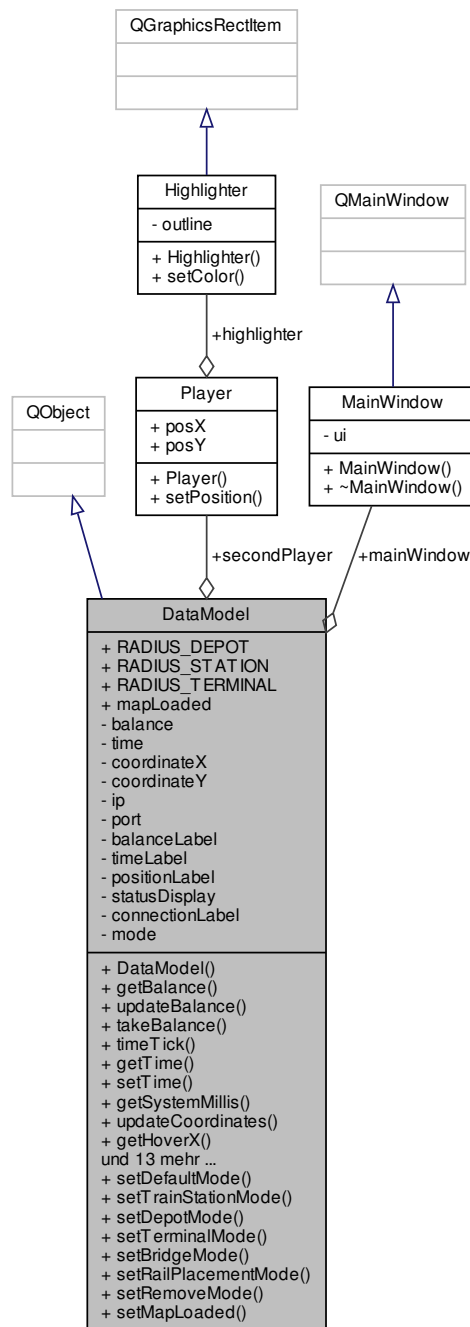 QGraphicsRectItem
Highlighter
- outline
+ Highlighter()
+ setColor()
QMainWindow
+highlighter
Player
+ posX
+ posY
+ Player()
+ setPosition()
MainWindow
- ui
+ MainWindow()
+ ~MainWindow()
QObject
+secondPlayer
+mainWindow
DataModel
+ RADIUS_DEPOT
+ RADIUS_STATION
+ RADIUS_TERMINAL
+ mapLoaded
- balance
- time
- coordinateX
- coordinateY
- ip
- port
- balanceLabel
- timeLabel
- positionLabel
- statusDisplay
- connectionLabel
- mode
+ DataModel()
+ getBalance()
+ updateBalance()
+ takeBalance()
+ timeTick()
+ getTime()
+ setTime()
+ getSystemMillis()
+ updateCoordinates()
+ getHoverX()
und 13 mehr ...
+ setDefaultMode()
+ setTrainStationMode()
+ setDepotMode()
+ setTerminalMode()
+ setBridgeMode()
+ setRailPlacementMode()
+ setRemoveMode()
+ setMapLoaded()